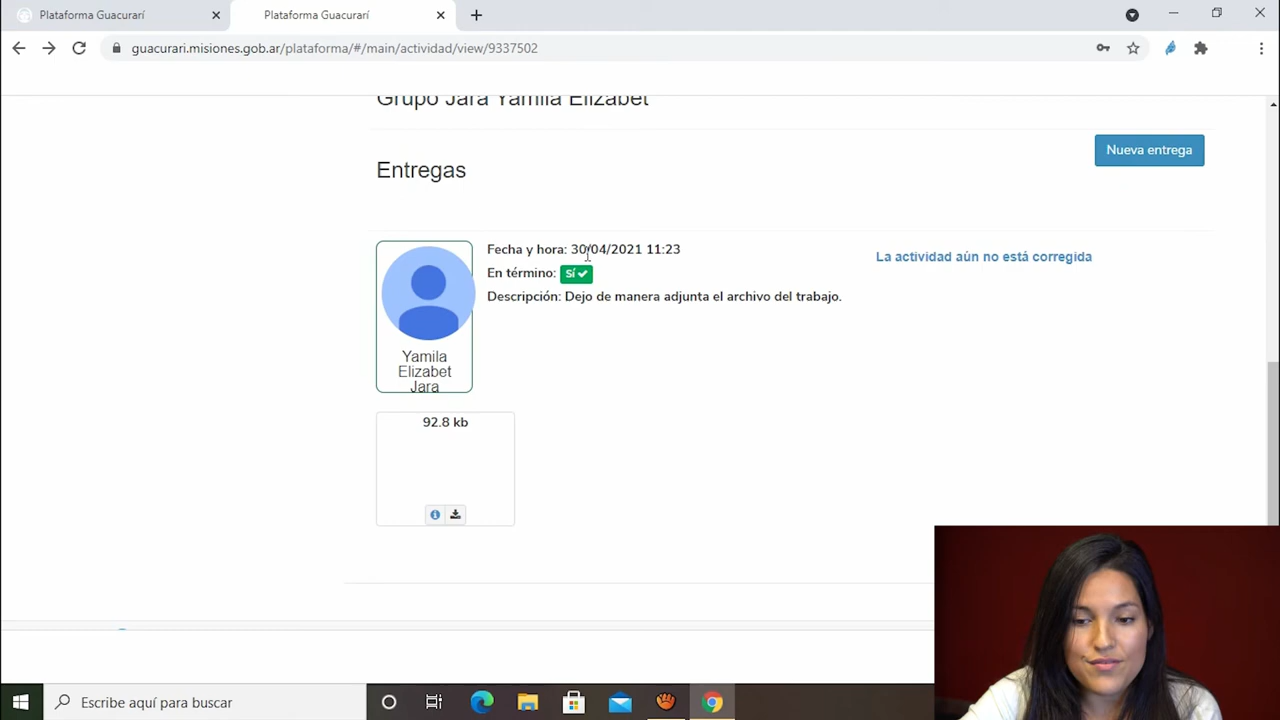 Plataforma Guacurarí
Plataforma Guacurarí
guacurari.misiones.gob.ar/plataforma/#/main/actividad/view/9337502
Grupo Jara Yamila Elizabet
Nueva entrega
Entregas
Fecha y hora: 30/04/2021 11:23
La actividad aún no está corregida
En término: Sí
Descripción: Dejo de manera adjunta el archivo del trabajo.
Yamila
Elizabet
Jara
92.8 kb
Escribe aquí para buscar